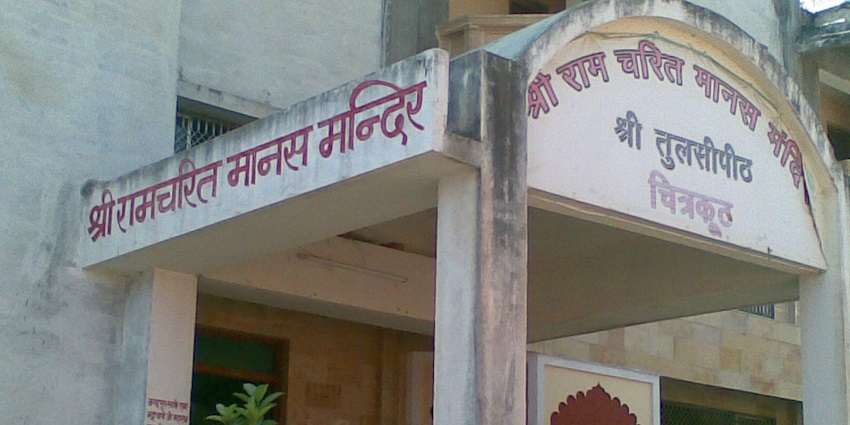 श्री रामचरित मानस मन्दिर
श्री राम चरित मानस मंदि
श्री तुलसीपीठ
चित्रकूट